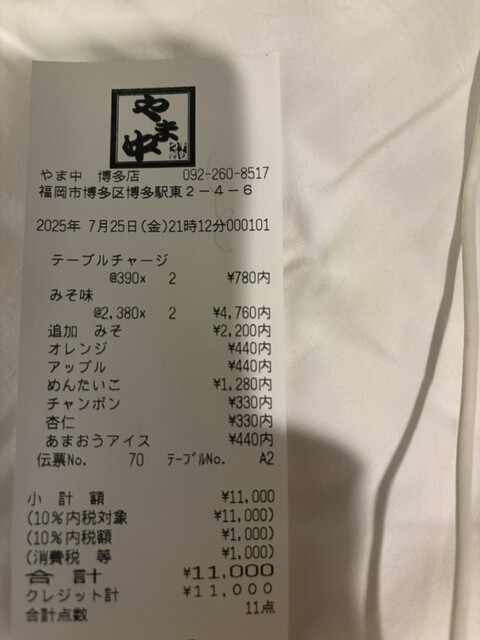 やま中
やま中 博多店 092-260-8517
福岡市博多区博多駅東2-4-6
2025年 7月25日(金)21時12分000101
テーブルチャージ
@390× 2 ¥780内
みそ味
@2,380× 2 ¥4,760内
追加 みそ ¥2,200内
オレンジ ¥440内
アップル ¥440内
めんたいこ ¥1,280内
チャンポン ¥330内
杏仁 ¥330内
あまおうアイス ¥440内
伝票No. 70 テーブルNo. A2
小 計 額 ¥11,000
(10%内税対象 ¥11,000)
(10%内税額 ¥1,000)
(消費税 等 ¥1,000)
合 計 ¥11,000
クレジット計 ¥11,000
合計点数 11点